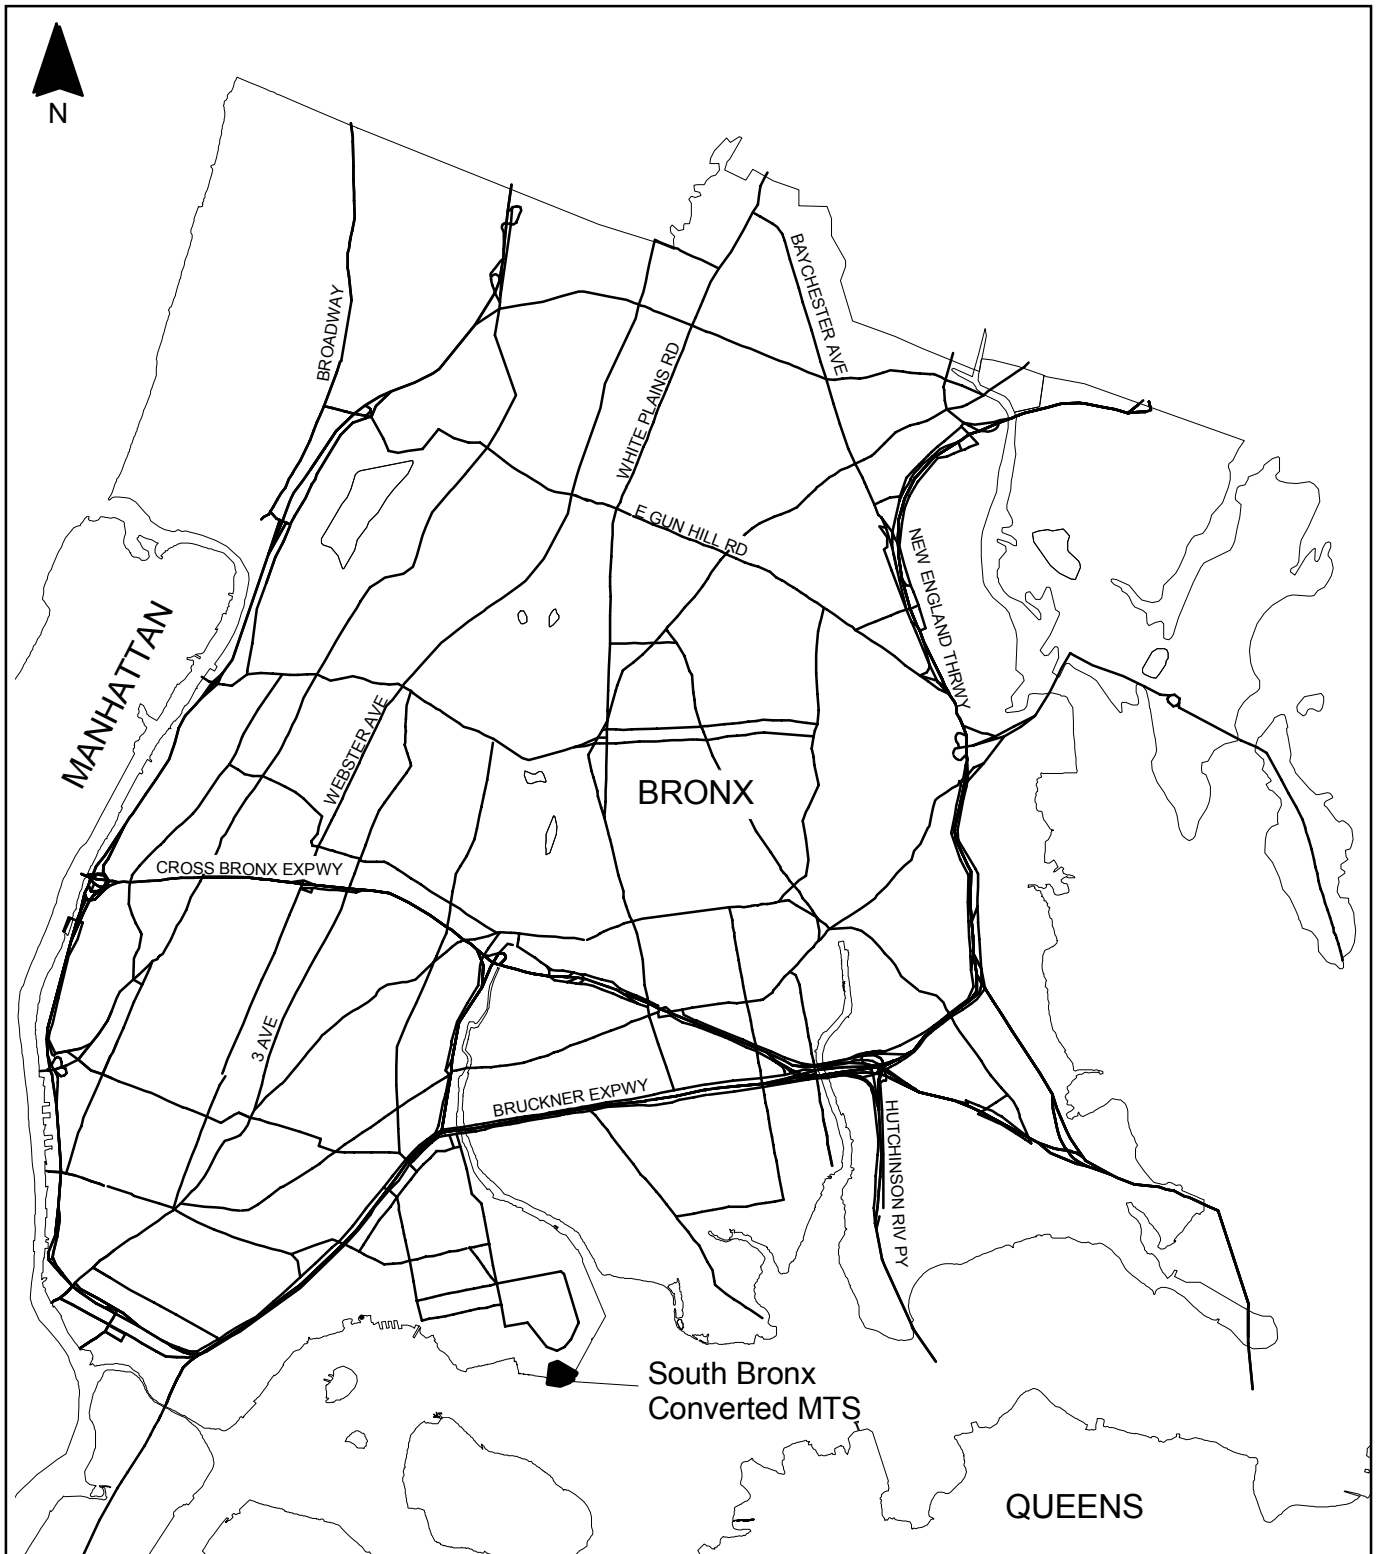 N
BROADWAY
BAYCHESTER AVE
WHITE PLAINS RD
E GUN HILL RD
NEW ENGLAND THRWY
MANHATTAN
WEBSTER AVE
BRONX
CROSS BRONX EXPWY
3 AVE
BRUCKNER EXPWY
HUTCHINSON RIV PY
South Bronx
Converted MTS
QUEENS